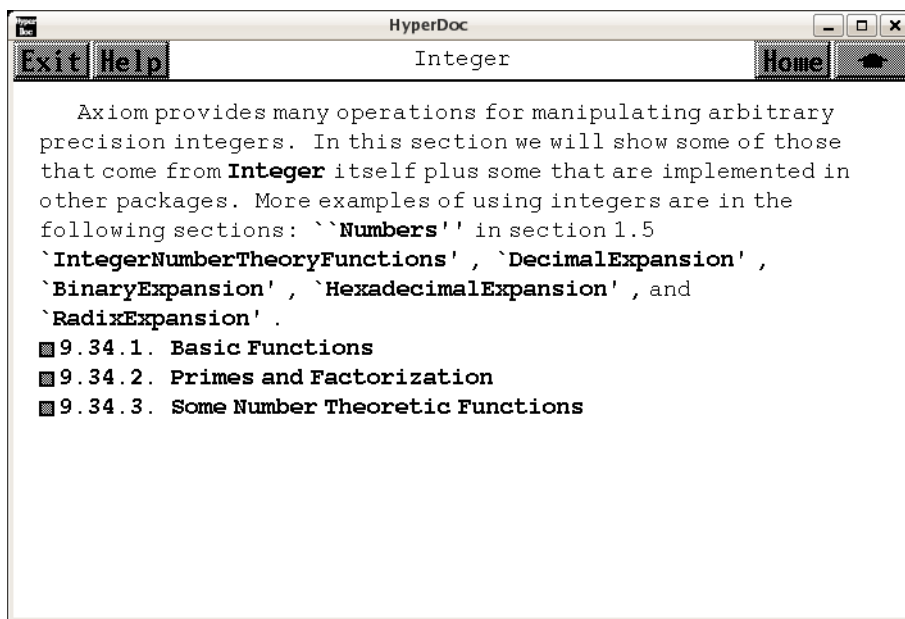 Hyper Doc
HyperDoc
Exit Help Integer Home
Axiom provides many operations for manipulating arbitrary
precision integers. In this section we will show some of those
that come from Integer itself plus some that are implemented in
other packages. More examples of using integers are in the
following sections: ``Numbers'' in section 1.5
`IntegerNumberTheoryFunctions' , `DecimalExpansion' ,
`BinaryExpansion' , `HexadecimalExpansion' , and
`RadixExpansion' .
9.34.1. Basic Functions
9.34.2. Primes and Factorization
9.34.3. Some Number Theoretic Functions